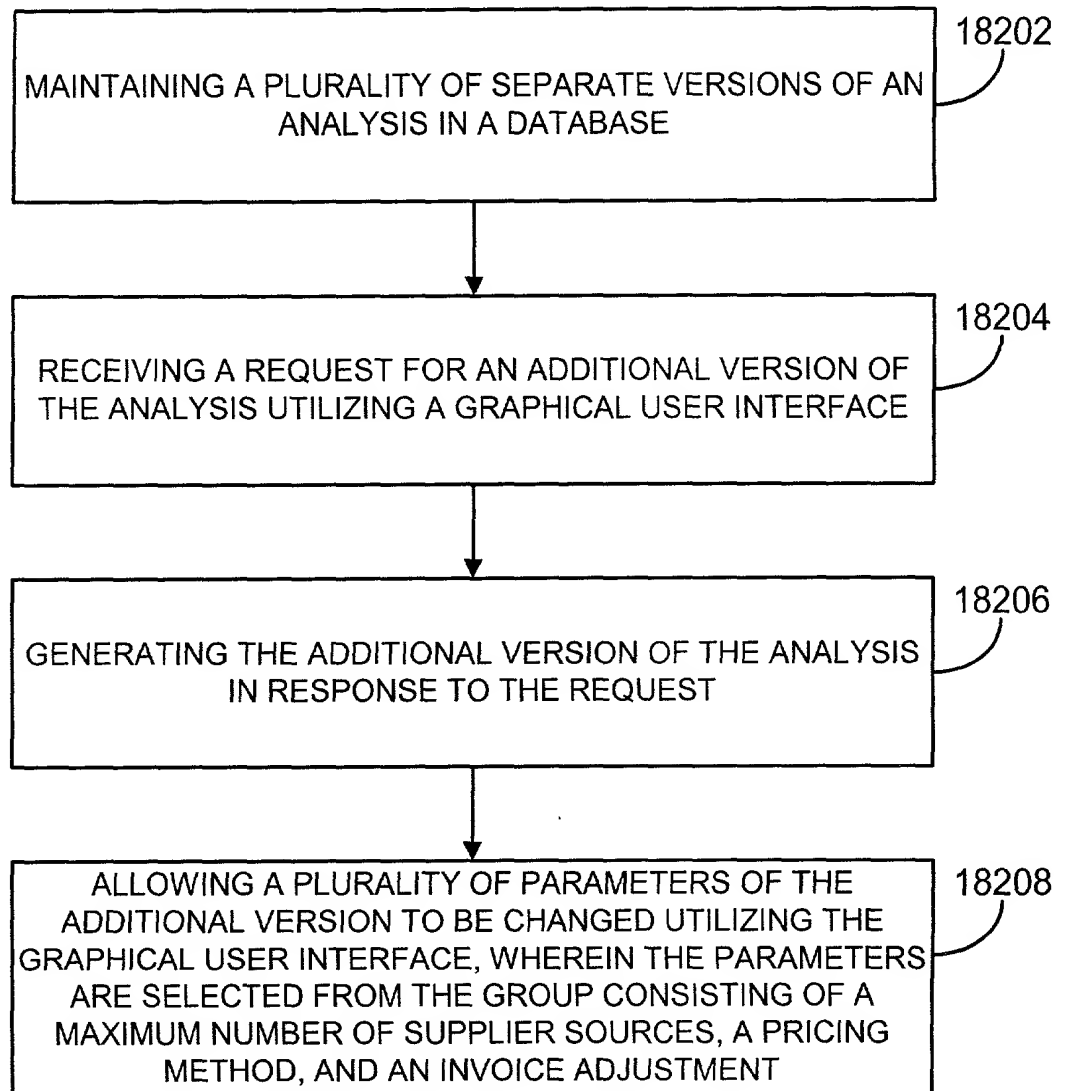 18202
MAINTAINING A PLURALITY OF SEPARATE VERSIONS OF AN
ANALYSIS IN A DATABASE
18204
RECEIVING A REQUEST FOR AN ADDITIONAL VERSION OF
THE ANALYSIS UTILIZING A GRAPHICAL USER INTERFACE
18206
GENERATING THE ADDITIONAL VERSION OF THE ANALYSIS
IN RESPONSE TO THE REQUEST
18208
ALLOWING A PLURALITY OF PARAMETERS OF THE
ADDITIONAL VERSION TO BE CHANGED UTILIZING THE
GRAPHICAL USER INTERFACE, WHEREIN THE PARAMETERS
ARE SELECTED FROM THE GROUP CONSISTING OF A
MAXIMUM NUMBER OF SUPPLIER SOURCES, A PRICING
METHOD, AND AN INVOICE ADJUSTMENT